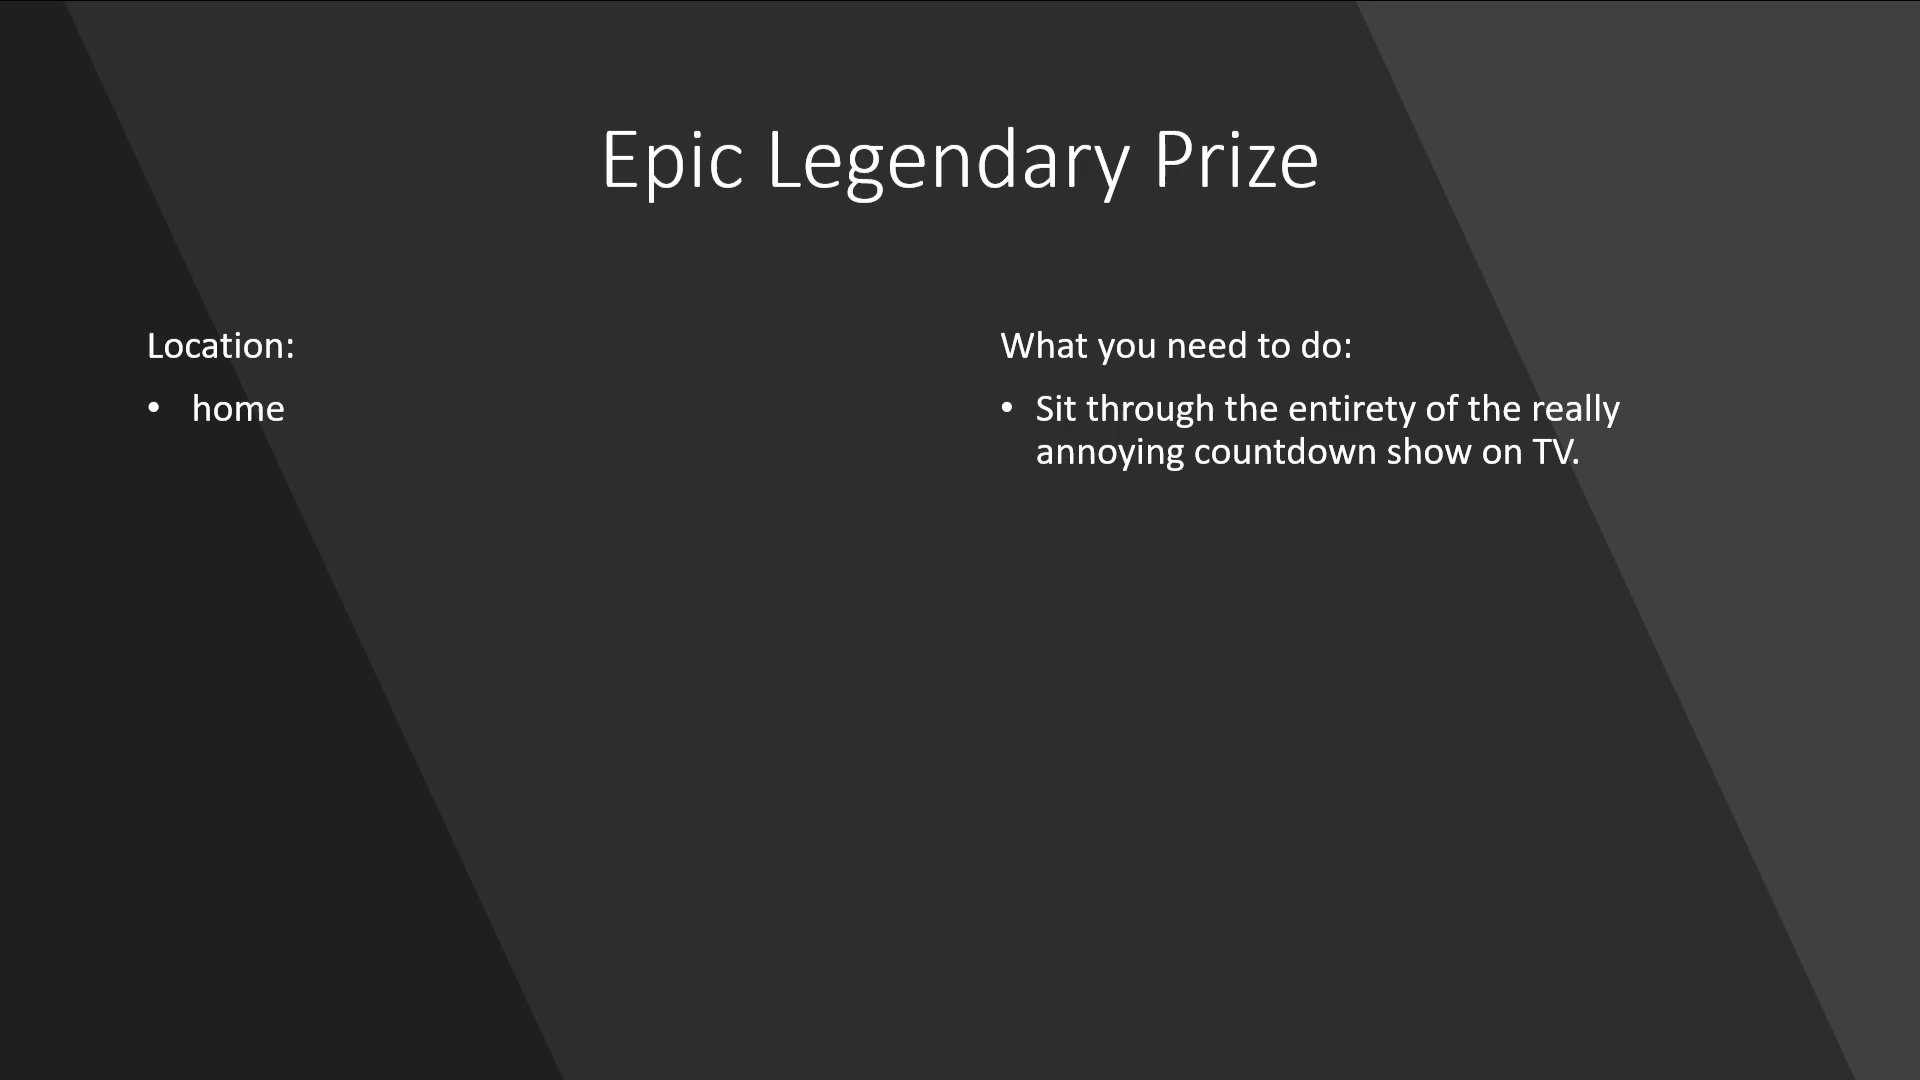 Epic Legendary Prize
Location:
• home
What you need to do:
• Sit through the entirety of the really
annoying countdown show on TV.